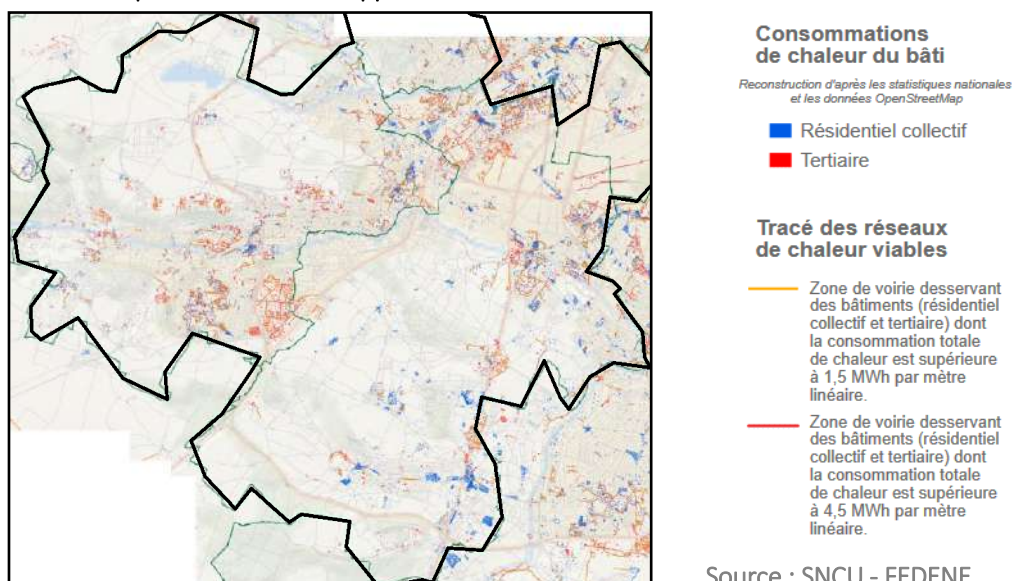 Consommations
de chaleur du bâti
Reconstruction d'après les statistiques nationales
et les données OpenStreetMap
Résidentiel collectif
Tertiaire
Tracé des réseaux
de chaleur viables
Zone de voirie desservant
des bâtiments (résidentiel
collectif et tertiaire) dont
la consommation totale
de chaleur est supérieure
à 1,5 MWh par mètre
linéaire.
Zone de voirie desservant
des bâtiments (résidentiel
collectif et tertiaire) dont
la consommation totale
de chaleur est supérieure
à 4,5 MWh par mètre
linéaire.
Source : SNCU - FEDENE